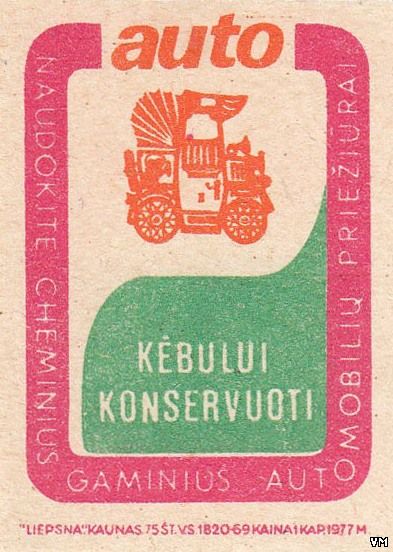 auto
NAUDOKITE CHEMINIUS GAMINIUS AUTOMOBILIŲ PRIEŽIŪRAI
KĖBULUI
KONSERVUOTI
"LIEPSNA" KAUNAS 75 ŠT. V.S 1820-69 KAINA 1 KAP. 1977 M
VM